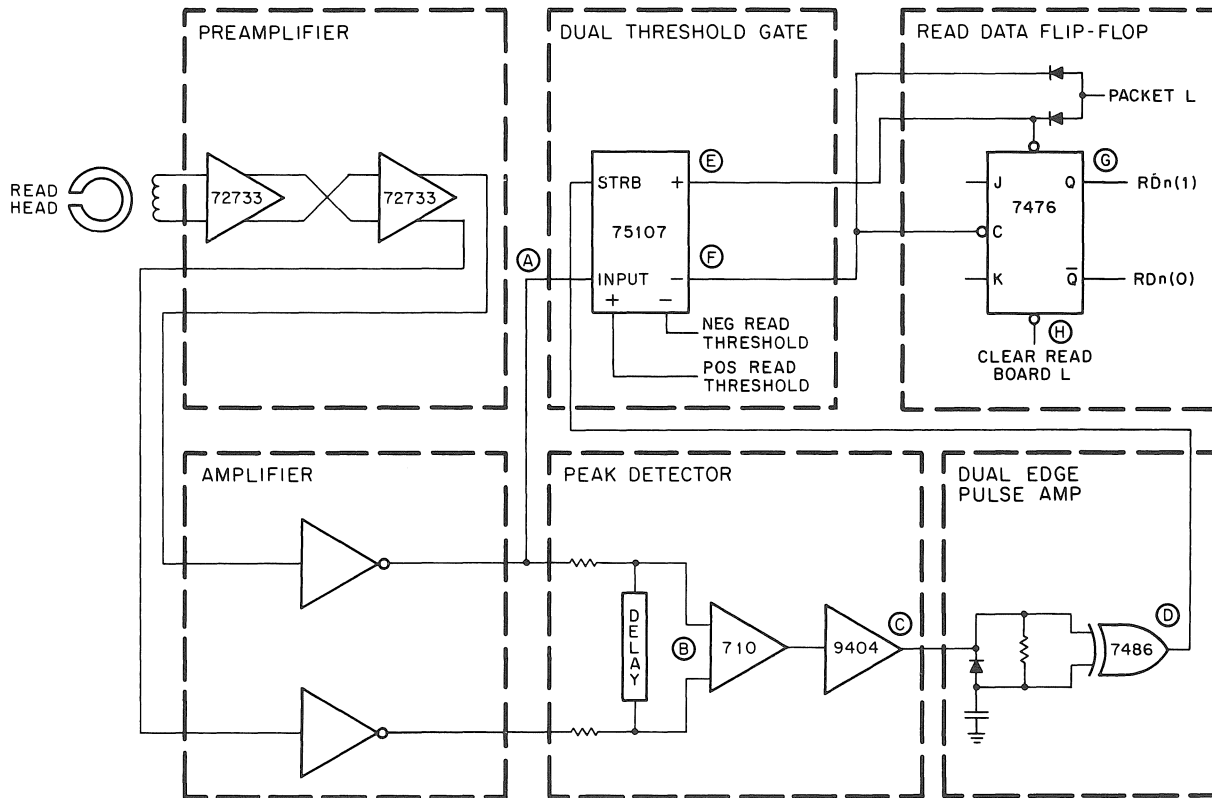 PREAMPLIFIER
DUAL THRESHOLD GATE
READ DATA FLIP-FLOP
PACKET L
READ
HEAD
72733
72733
A
STRB
+
E
75107
F
INPUT
−
+
−
NEG READ
THRESHOLD
POS READ
THRESHOLD
J
Q
G
RDn(1)
7476
C
K
Q̅
RDn(0)
H
CLEAR READ
BOARD L
AMPLIFIER
PEAK DETECTOR
DUAL EDGE
PULSE AMP
DELAY
B
710
9404
C
D
7486